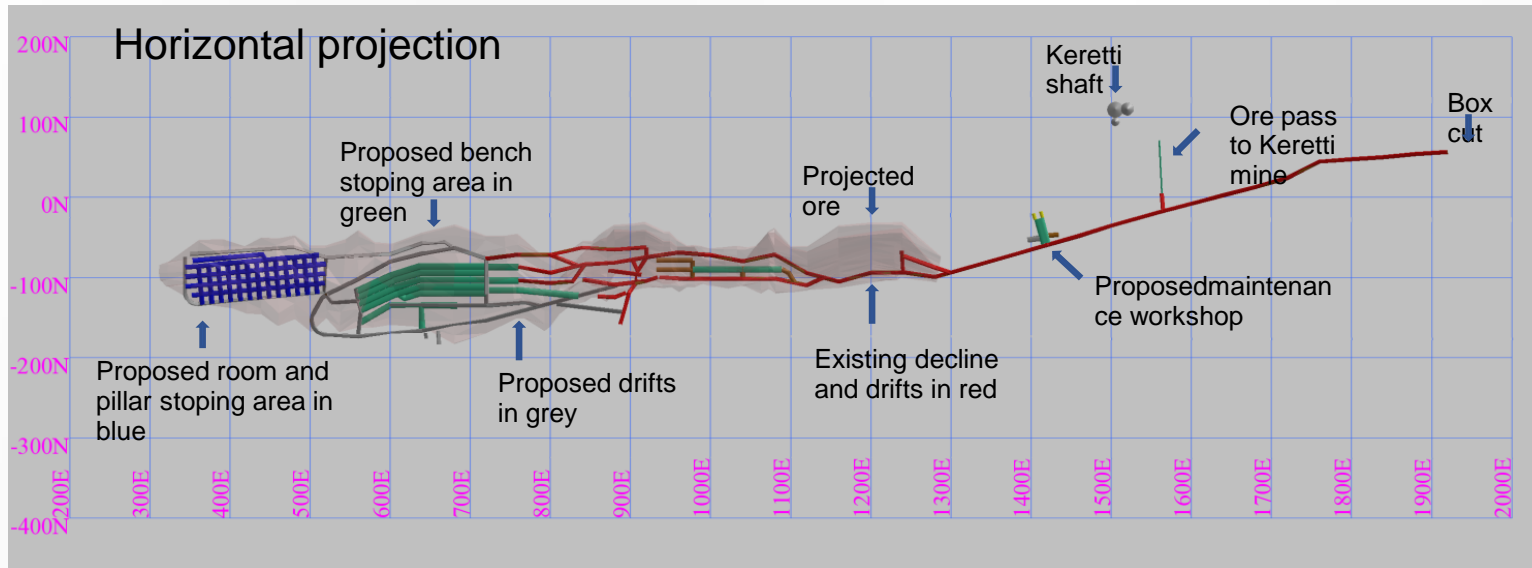 Horizontal projection
200N
100N
0N
-100N
-200N
-300N
-400N
Keretti
shaft
Ore pass
to Keretti
mine
Box
cut
Proposed bench
stoping area in
green
Projected
ore
Proposedmaintenan
ce workshop
Existing decline
and drifts in red
Proposed drifts
in grey
Proposed room and
pillar stoping area in
blue
200E
300E
400E
500E
600E
700E
800E
900E
1000E
1100E
1200E
1300E
1400E
1500E
1600E
1700E
1800E
1900E
2000E